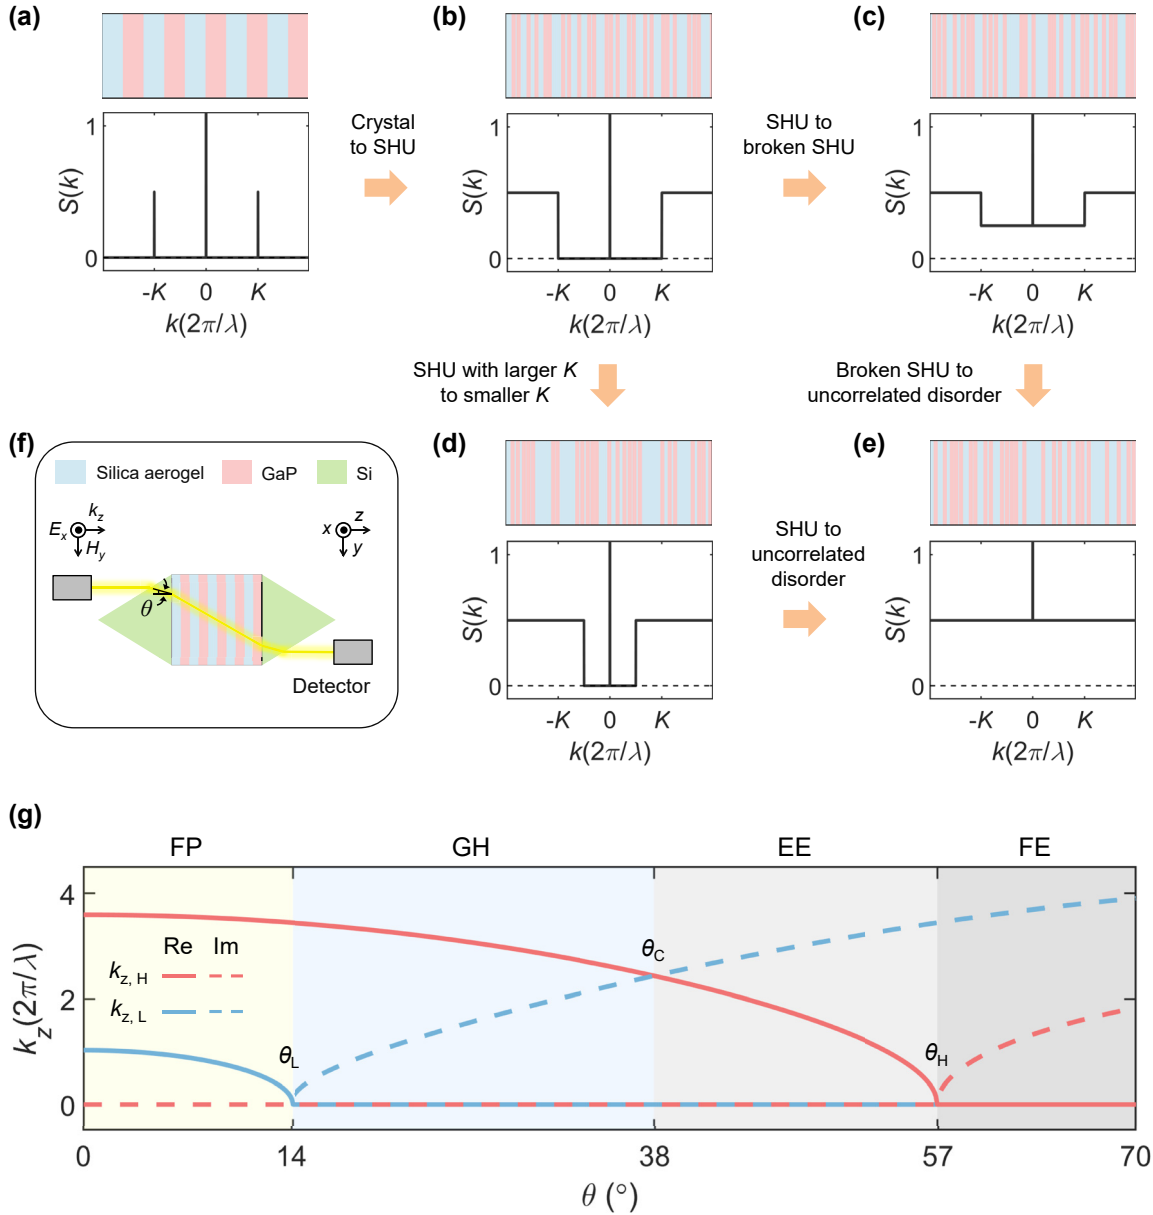 (a)
1
S(k)
0
-K 0 K
k(2π/λ)
Crystal
to SHU
(b)
1
S(k)
0
-K 0 K
k(2π/λ)
SHU to
broken SHU
(c)
1
S(k)
0
-K 0 K
k(2π/λ)
SHU with larger K
to smaller K
Broken SHU to
uncorrelated disorder
(f)
Silica aerogel GaP Si
Ex kz
Hy
x z
y
θ
Detector
(d)
1
S(k)
0
-K 0 K
k(2π/λ)
SHU to
uncorrelated
disorder
(e)
1
S(k)
0
-K 0 K
k(2π/λ)
(g)
FP GH EE FE
4
2
0
kz(2π/λ)
Re Im
kz, H
kz, L
θL
θC
θH
0 14 38 57 70
θ (°)